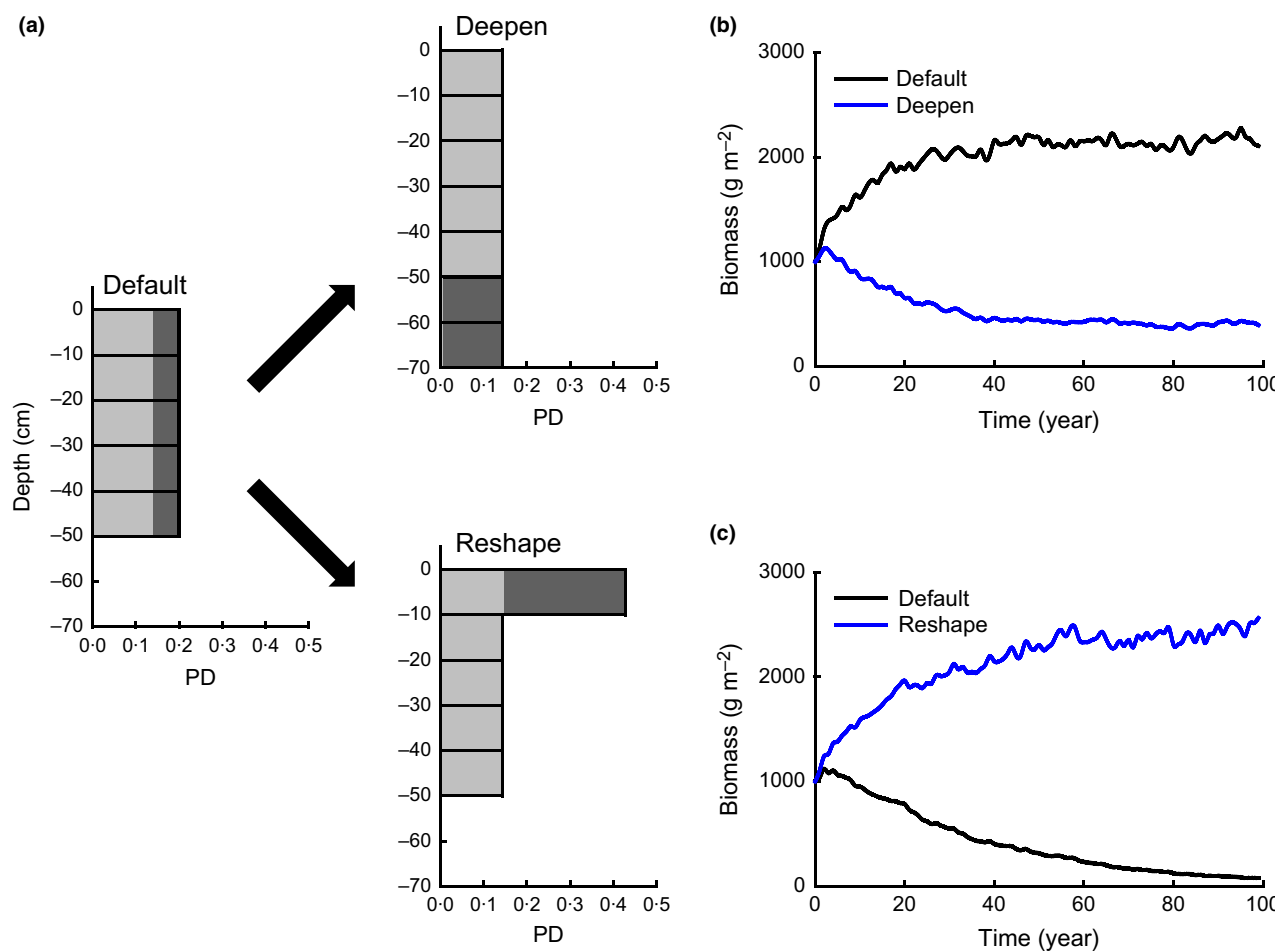 (a)
Deepen
0
–10
–20
–30
–40
–50
–60
–70
0·0 0·1 0·2 0·3 0·4 0·5
PD
Default
0
–10
–20
–30
–40
–50
–60
–70
Depth (cm)
0·0 0·1 0·2 0·3 0·4 0·5
PD
Reshape
0
–10
–20
–30
–40
–50
–60
–70
0·0 0·1 0·2 0·3 0·4 0·5
PD
(b)
3000
2000
1000
0
Biomass (g m–2)
Default
Deepen
0 20 40 60 80 100
Time (year)
(c)
3000
2000
1000
0
Biomass (g m–2)
Default
Reshape
0 20 40 60 80 100
Time (year)